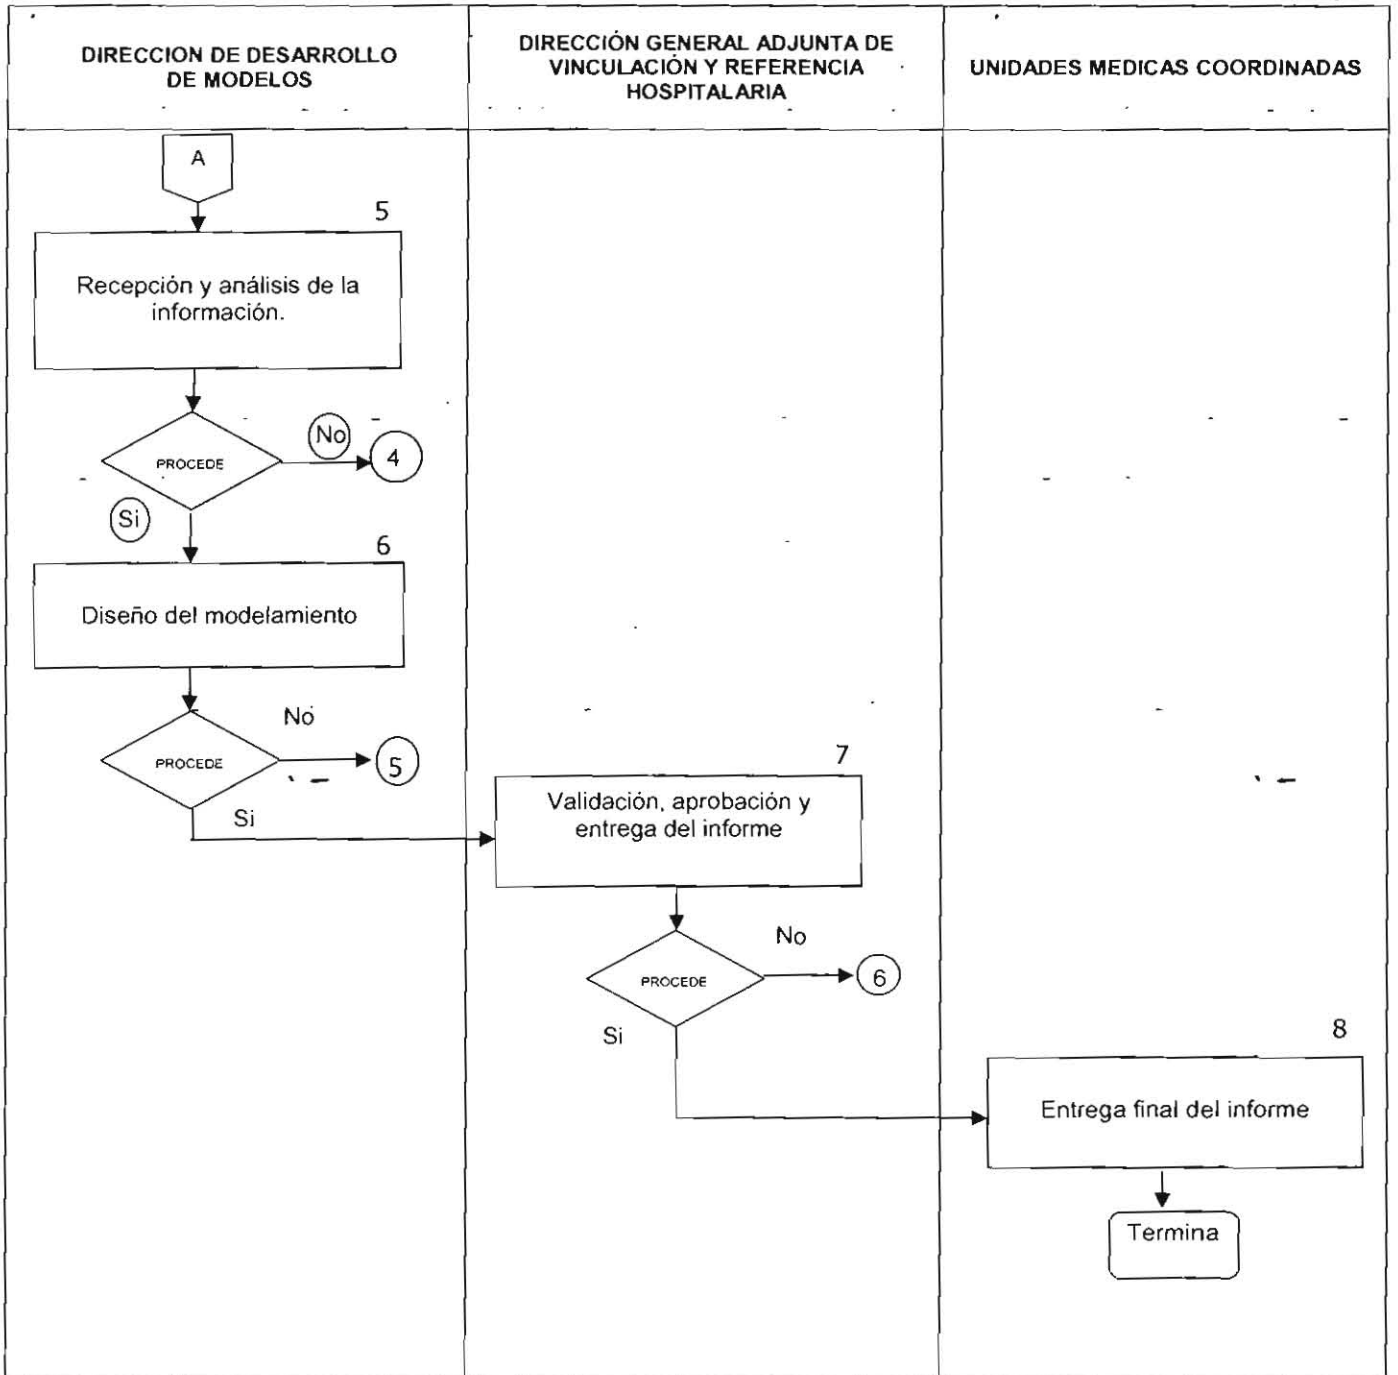 DIRECCION DE DESARROLLO
DE MODELOS
DIRECCIÓN GENERAL ADJUNTA DE
VINCULACIÓN Y REFERENCIA
HOSPITALARIA
UNIDADES MEDICAS COORDINADAS
A
5
Recepción y análisis de la
información.
PROCEDE
No
4
Si
6
Diseño del modelamiento
PROCEDE
No
5
Si
7
Validación, aprobación y
entrega del informe
PROCEDE
No
6
Si
8
Entrega final del informe
Termina